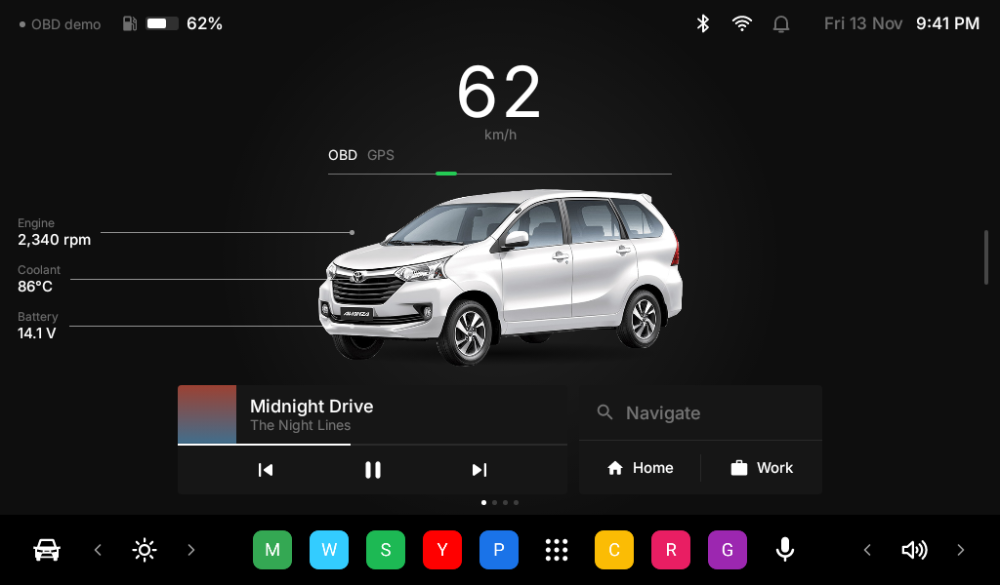 OBD demo
62%
Fri 13 Nov 9:41 PM
62
km/h
OBD GPS
Engine
2,340 rpm
Coolant
86°C
Battery
14.1 V
AVANZA
Midnight Drive
The Night Lines
Navigate
Home
Work
M W S Y P C R G